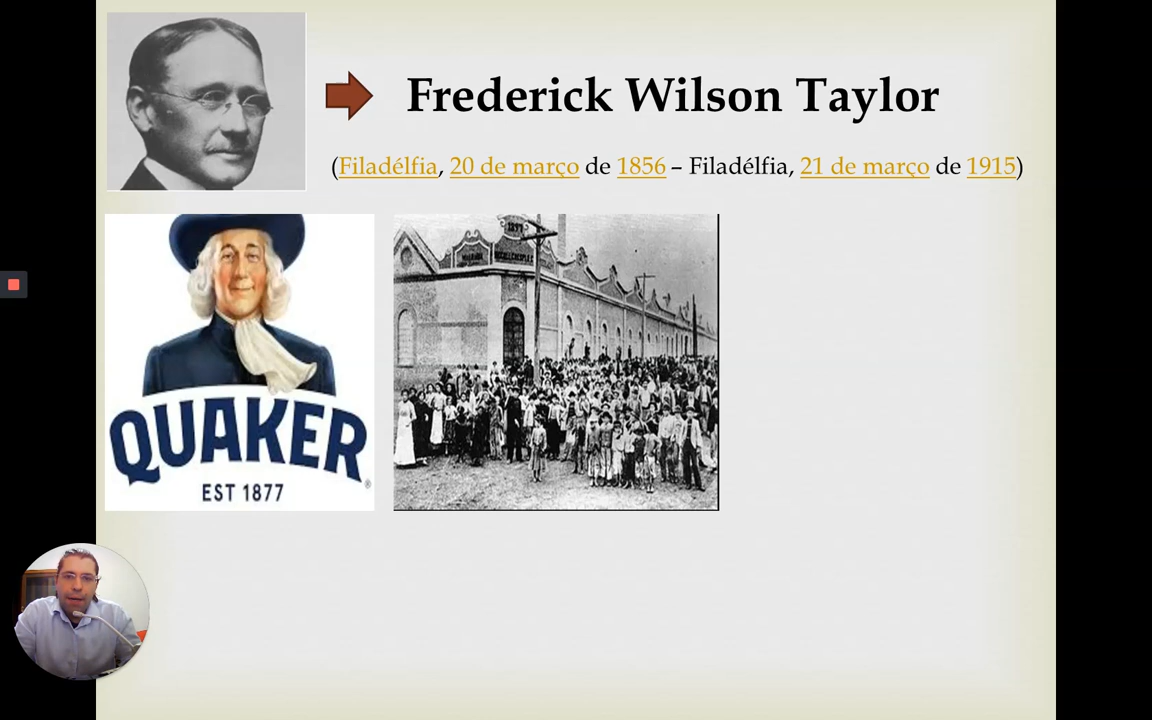 Frederick Wilson Taylor
(Filadélfia, 20 de março de 1856 – Filadélfia, 21 de março de 1915)
QUAKER
®
EST 1877